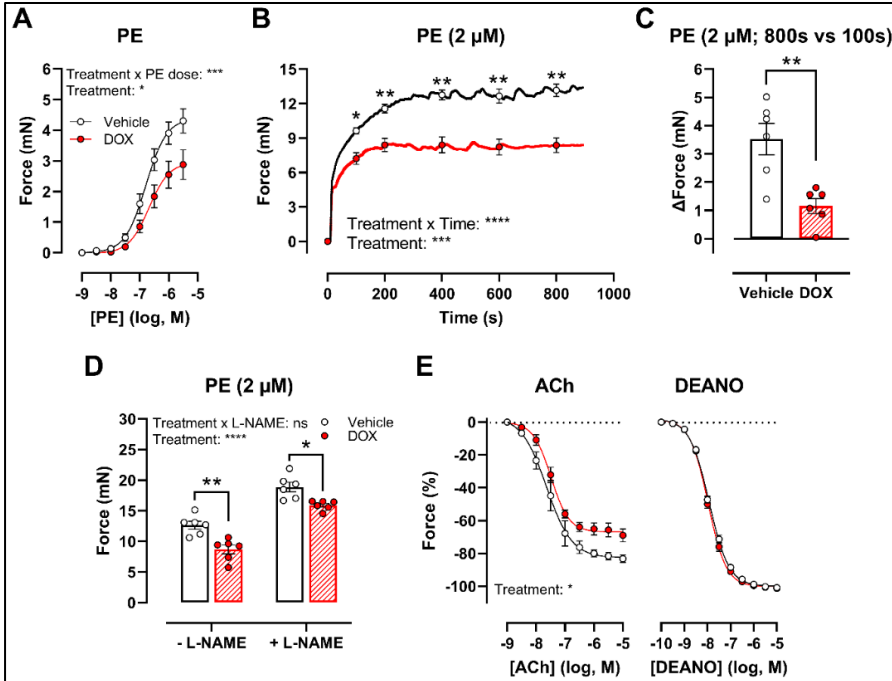 A
PE
Treatment x PE dose: ***
Treatment: *
Vehicle
DOX
Force (mN)
6
5
4
3
2
1
0
-9 -8 -7 -6 -5
[PE] (log, M)
B
PE (2 µM)
Force (mN)
15
12
9
6
3
0
* ** ** ** **
Treatment x Time: ****
Treatment: ***
0 200 400 600 800 1000
Time (s)
C
PE (2 µM; 800s vs 100s)
**
ΔForce (mN)
6
5
4
3
2
1
0
-1
Vehicle DOX
D
PE (2 µM)
Treatment x L-NAME: ns
Treatment: ****
Vehicle
DOX
Force (mN)
30
25
20
15
10
5
0
**
*
- L-NAME + L-NAME
E
ACh
DEANO
Force (%)
0
-20
-40
-60
-80
-100
Treatment: *
-9 -8 -7 -6 -5
[ACh] (log, M)
-10 -9 -8 -7 -6 -5
[DEANO] (log, M)